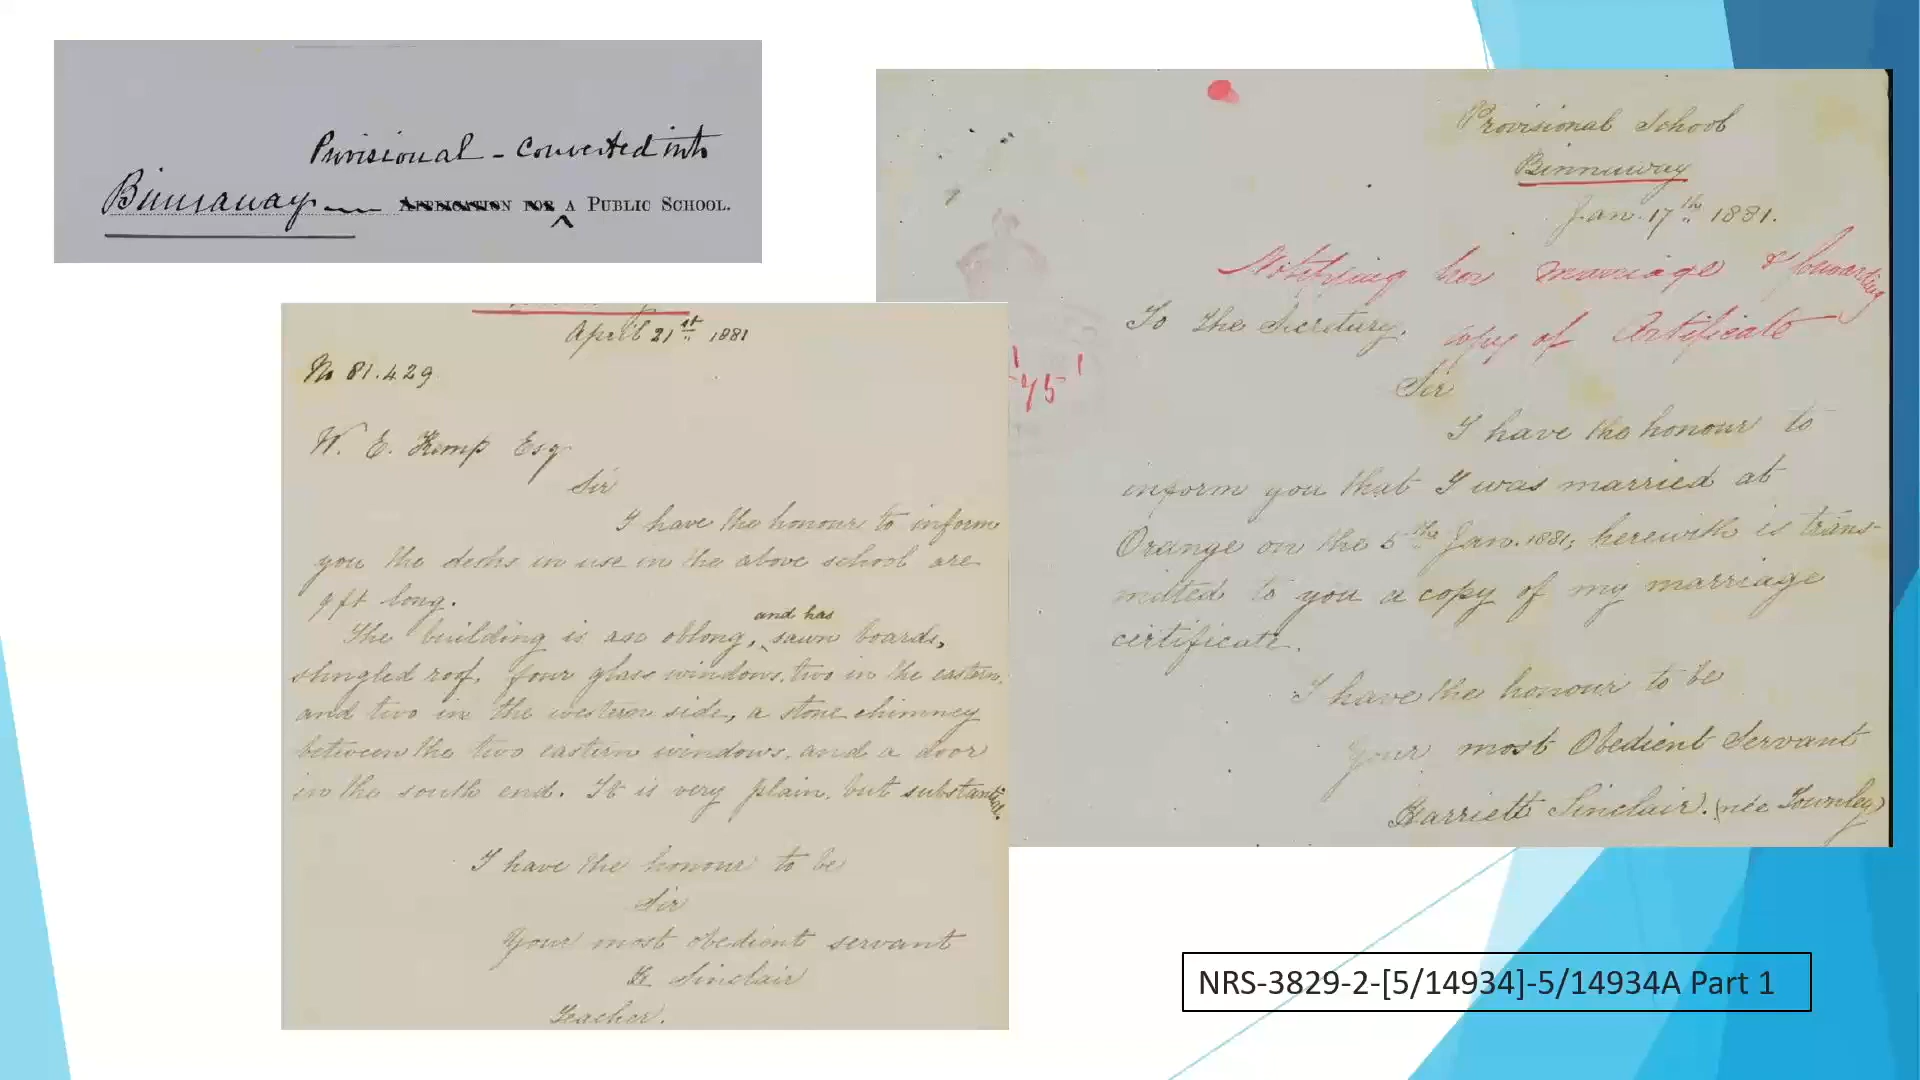 Provisional - converted into
Binnaway — APPLICATION FOR A PUBLIC SCHOOL.
April 21st 1881
No 81.429
W. E. Kemp Esq
Sir
I have the honour to inform
you the desks in use in the above school are
9 ft long.
The building is an oblong, and has sawn boards,
shingled roof, four glass windows, two in the eastern,
and two in the western side, a stone chimney
between the two eastern windows, and a door
in the south end. It is very plain, but substantial.
I have the honour to be
Sir
Your most obedient servant
H Sinclair
Teacher.
Provisional School
Binnaway
Jan. 17th 1881.
Notifying her marriage & forwarding
copy of Certificate
To the Secretary.
Sir
I have the honour to
inform you that I was married at
Orange on the 5th Jan. 1881, herewith is trans-
mitted to you a copy of my marriage
certificate.
I have the honour to be
Your most Obedient Servant
Harriett Sinclair. (née Townley)
NRS-3829-2-[5/14934]-5/14934A Part 1